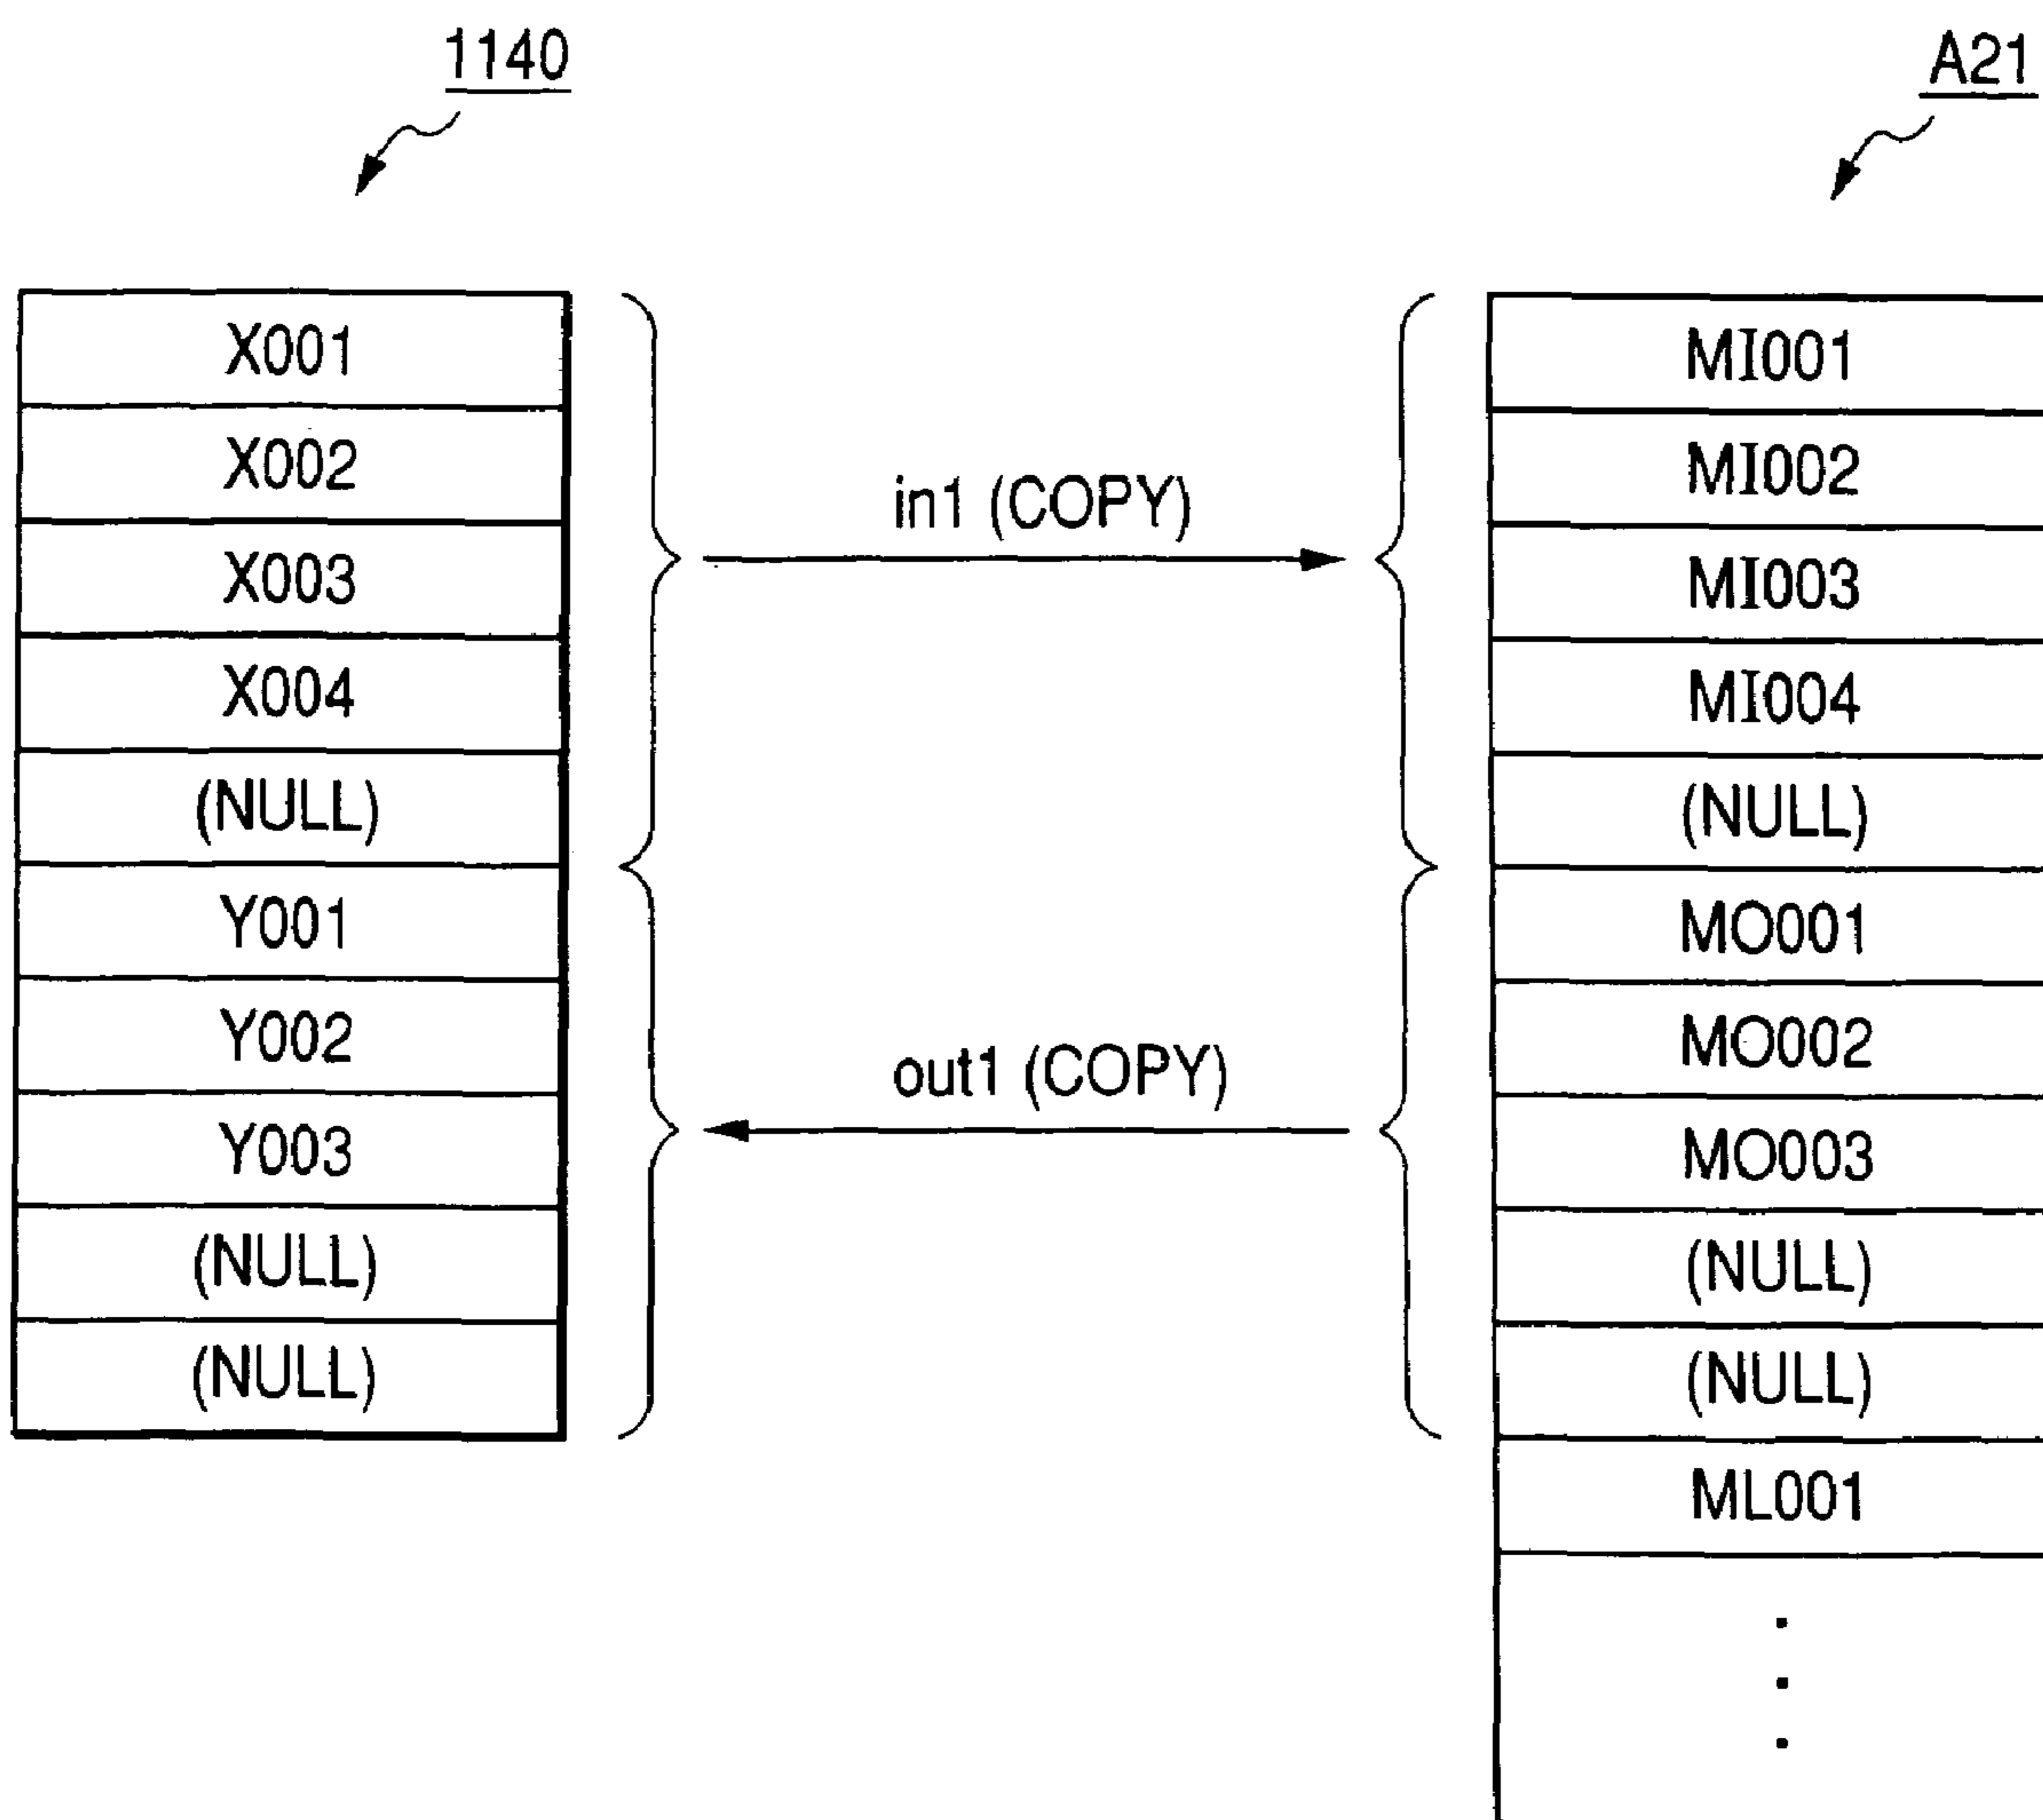 1140
A21
X001
X002
X003
X004
(NULL)
Y001
Y002
Y003
(NULL)
(NULL)
in1 (COPY)
out1 (COPY)
MI001
MI002
MI003
MI004
(NULL)
MO001
MO002
MO003
(NULL)
(NULL)
ML001